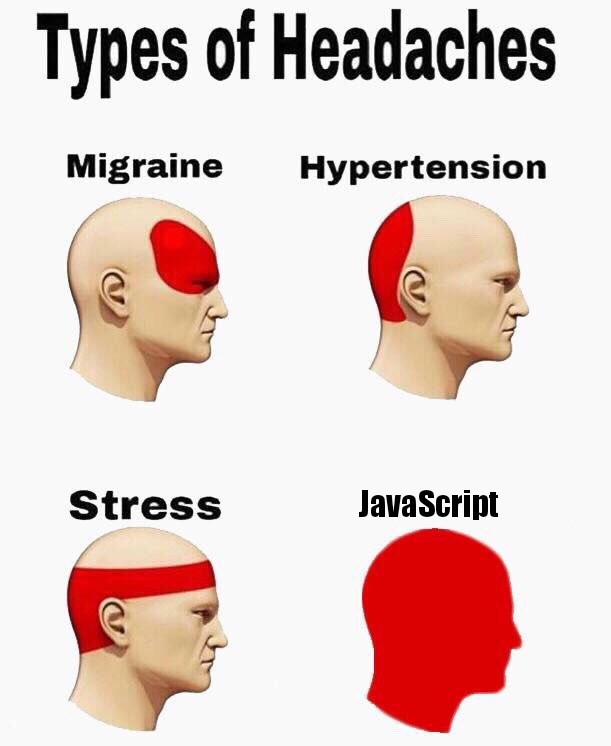 Types of Headaches
Migraine
Hypertension
Stress
JavaScript